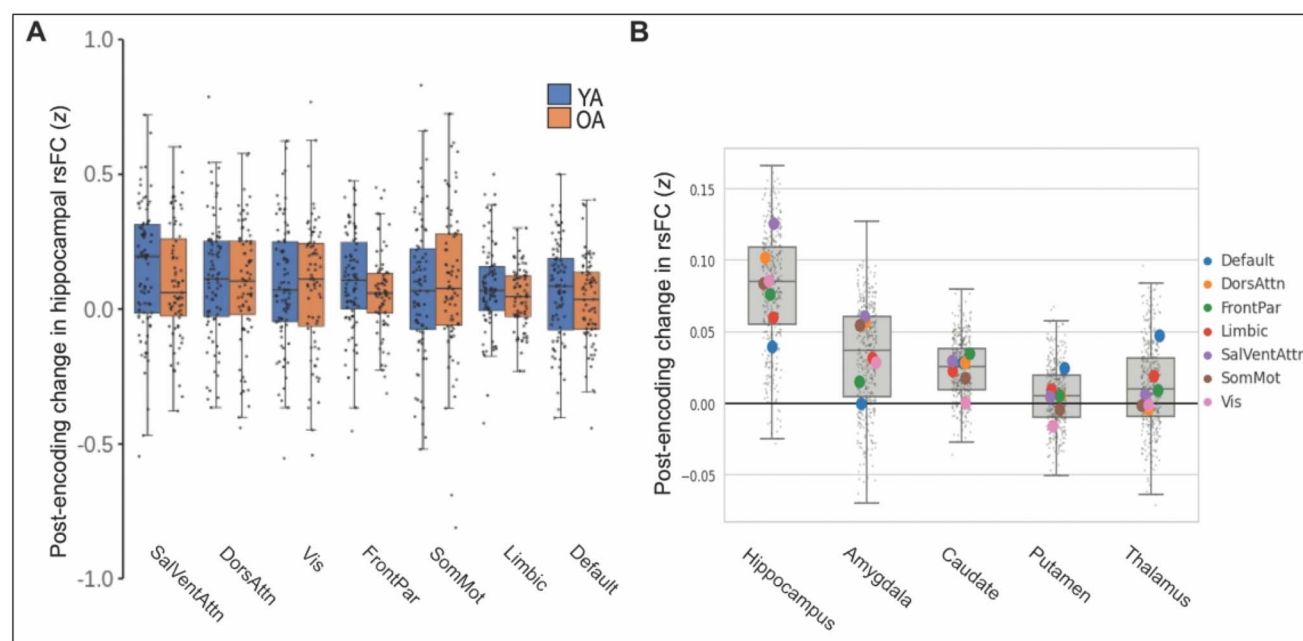 A
Post-encoding change in hippocampal rsFC (z)
1.0
0.5
0.0
-0.5
-1.0
YA
OA
SalVentAttn
DorsAttn
Vis
FrontPar
SomMot
Limbic
Default
B
Post-encoding change in rsFC (z)
0.15
0.10
0.05
0.00
−0.05
Hippocampus
Amygdala
Caudate
Putamen
Thalamus
Default
DorsAttn
FrontPar
Limbic
SalVentAttn
SomMot
Vis